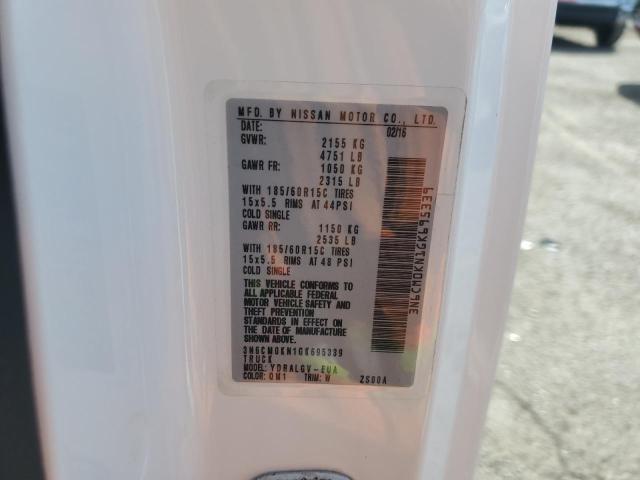 MFD. BY NISSAN MOTOR CO., LTD.
DATE: 02/16
GVWR: 2155 KG
4751 LB
GAWR FR: 1050 KG
2315 LB
WITH 185/60R15C TIRES
15x5.5 RIMS AT 44PSI
COLD SINGLE
GAWR RR: 1150 KG
2535 LB
WITH 185/60R15C TIRES
15x5.5 RIMS AT 48 PSI
COLD SINGLE
THIS VEHICLE CONFORMS TO
ALL APPLICABLE FEDERAL
MOTOR VEHICLE SAFETY AND
THEFT PREVENTION
STANDARDS IN EFFECT ON
THE DATE OF MANUFACTURE
SHOWN ABOVE.
3N6CM0KN1GK695339
TRUCK
MODEL: YDRALGV-EUA
COLOR: QM1 TRIM: W ZS00A
3N6CM0KN1GK695339